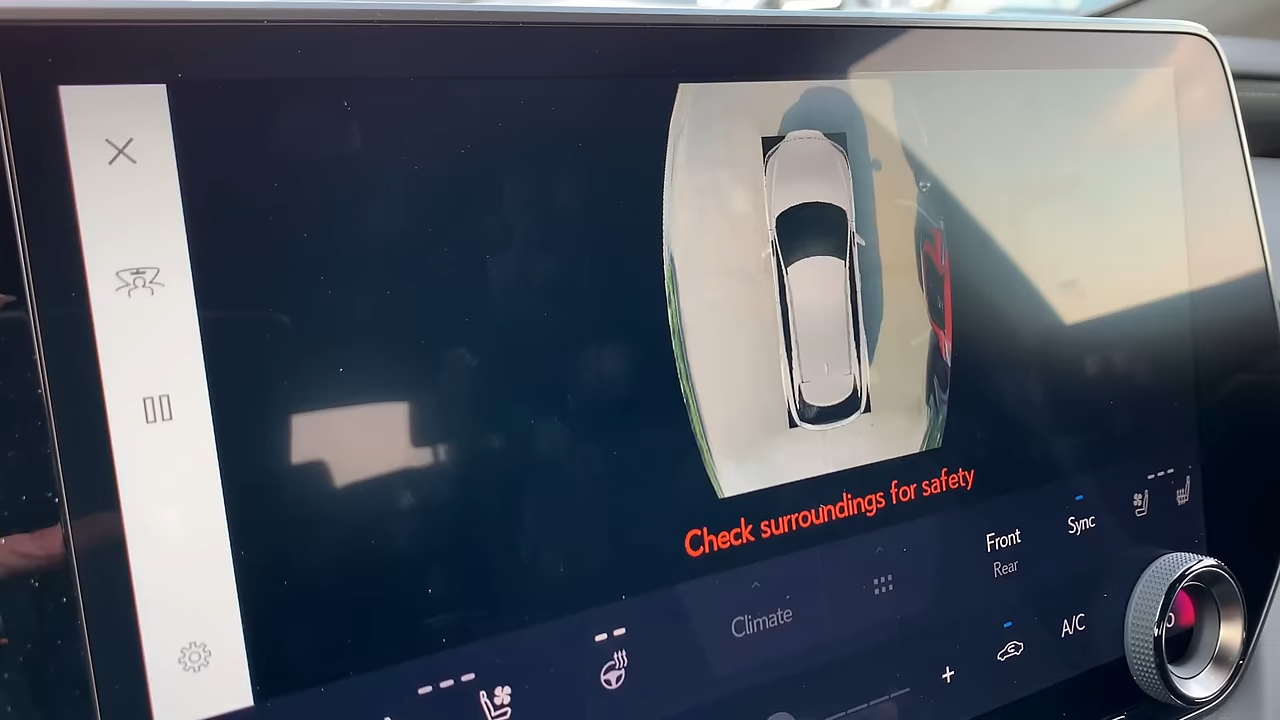 Check surroundings for safety
Front
Rear
Sync
Climate
A/C
+